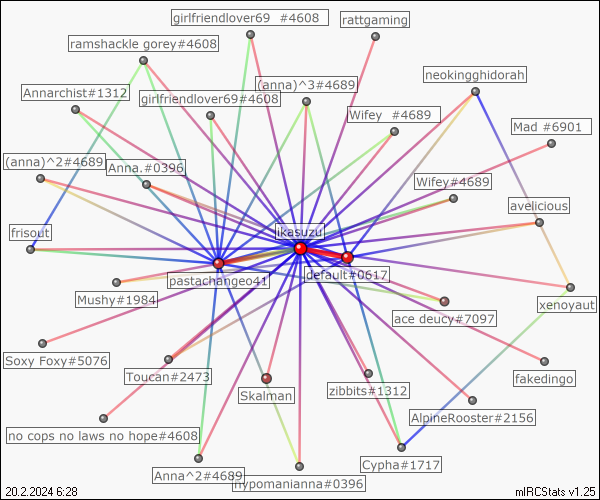 girlfriendlover69 #4608
rattgaming
ramshackle gorey#4608
neokingghidorah
(anna)^3#4689
Annarchist#1312
girlfriendlover69#4608
Wifey #4689
Mad #6901
(anna)^2#4689
Anna.#0396
Wifey#4689
avelicious
frisout
ikasuzu
pastachangeo41
default#0617
Mushy#1984
xenoyaut
ace deucy#7097
Soxy Foxy#5076
Toucan#2473
fakedingo
zibbits#1312
Skalman
AlpineRooster#2156
no cops no laws no hope#4608
Cypha#1717
Anna^2#4689
hypomanianna#0396
20.2.2024 6:28
mIRCStats v1.25